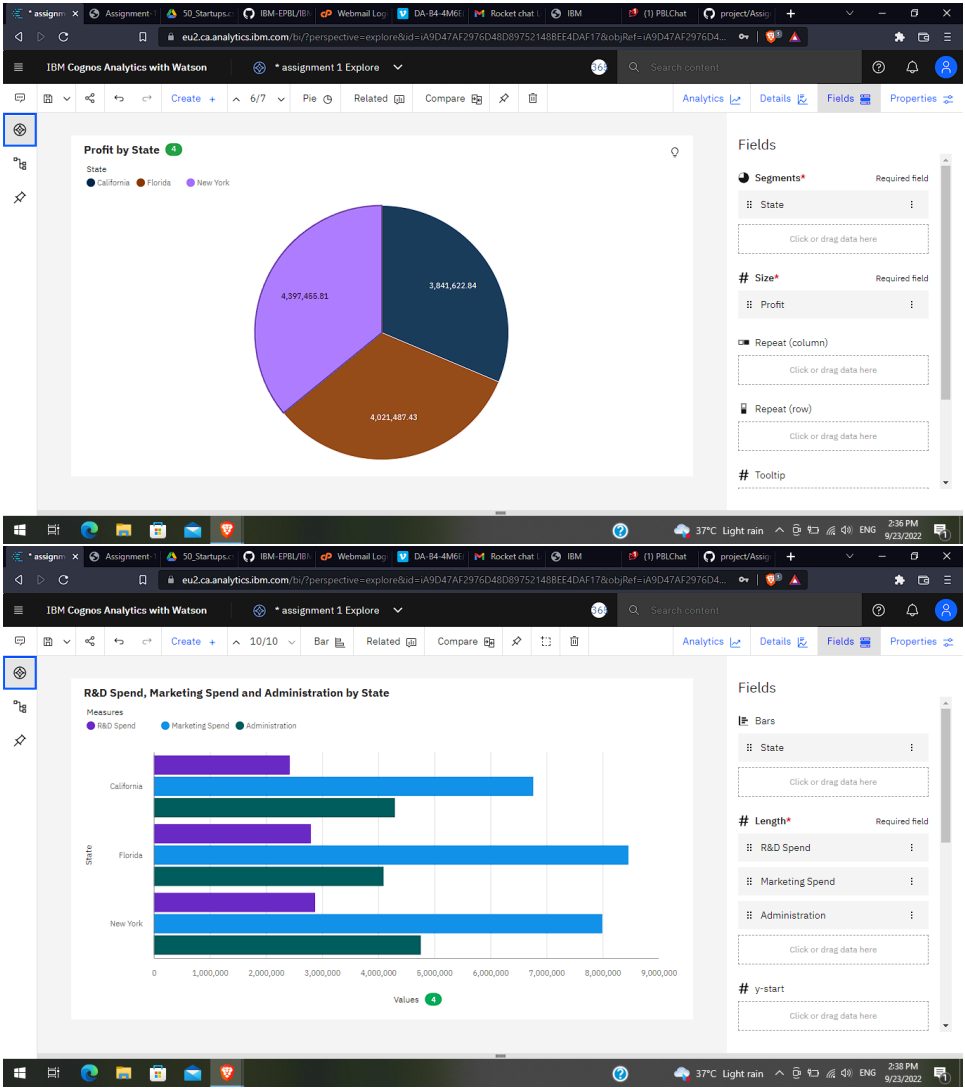 * assignm
Assignment-1
50_Startups.cs
IBM-EPBL/IBM
Webmail Log
DA-B4-4M6E
Rocket chat
IBM
(1) PBLChat
project/Assig
eu2.ca.analytics.ibm.com/bi/?perspective=explore&id=iA9D47AF2976D48D89752148BEE4DAF17&objRef=iA9D47AF2976D4...
IBM Cognos Analytics with Watson
* assignment 1 Explore
Search content
Create +
6/7
Pie
Related
Compare
Analytics
Details
Fields
Properties
Profit by State 4
State
California
Florida
New York
4,397,455.81
3,841,622.84
4,021,487.43
Fields
Segments*
Required field
State
Click or drag data here
Size*
Required field
Profit
Repeat (column)
Click or drag data here
Repeat (row)
Click or drag data here
Tooltip
37°C Light rain
ENG
2:36 PM
9/23/2022
* assignm
Assignment-1
50_Startups.cs
IBM-EPBL/IBM
Webmail Log
DA-B4-4M6E
Rocket chat
IBM
(1) PBLChat
project/Assig
eu2.ca.analytics.ibm.com/bi/?perspective=explore&id=iA9D47AF2976D48D89752148BEE4DAF17&objRef=iA9D47AF2976D4...
IBM Cognos Analytics with Watson
* assignment 1 Explore
Search content
Create +
10/10
Bar
Related
Compare
Analytics
Details
Fields
Properties
R&D Spend, Marketing Spend and Administration by State
Measures
R&D Spend
Marketing Spend
Administration
State
California
Florida
New York
0 1,000,000 2,000,000 3,000,000 4,000,000 5,000,000 6,000,000 7,000,000 8,000,000 9,000,000
Values 4
Fields
Bars
State
Click or drag data here
Length*
Required field
R&D Spend
Marketing Spend
Administration
Click or drag data here
y-start
Click or drag data here
37°C Light rain
ENG
2:38 PM
9/23/2022